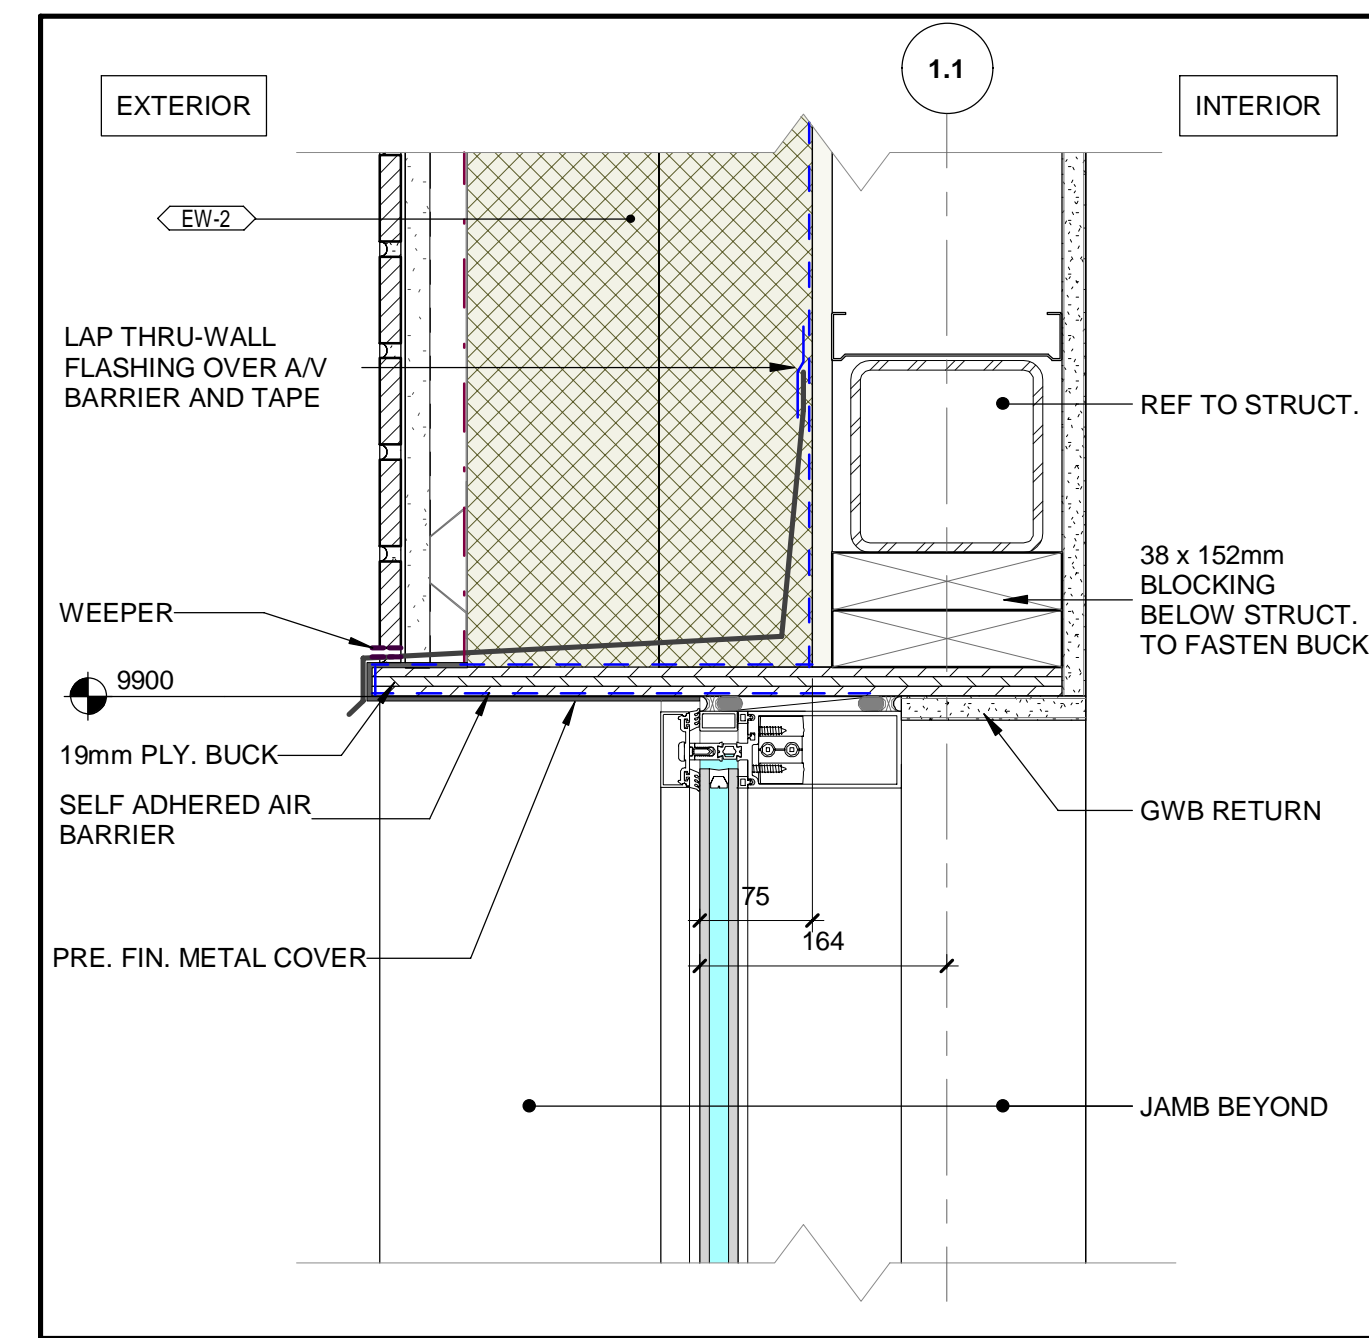 1.1
EXTERIOR
INTERIOR
EW-2
LAP THRU-WALL
FLASHING OVER A/V
BARRIER AND TAPE
REF TO STRUCT.
38 x 152mm
BLOCKING
BELOW STRUCT.
TO FASTEN BUCK
WEEPER
9900
19mm PLY. BUCK
SELF ADHERED AIR
BARRIER
GWB RETURN
75
164
PRE. FIN. METAL COVER
JAMB BEYOND